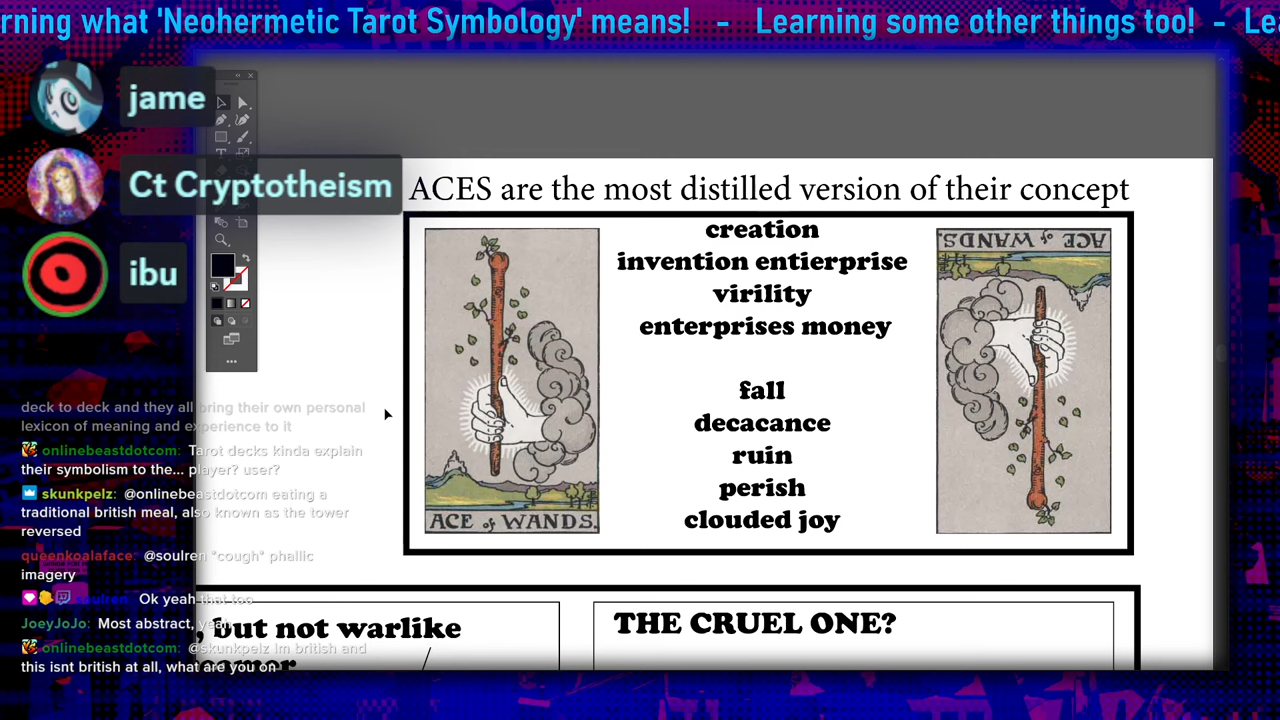 rning what 'Neohermetic Tarot Symbology' means!   -   Learning some other things too!  -  Le
jame
Ct Cryptotheism
ibu
ACES are the most distilled version of their concept
creation
invention entierprise
virility
enterprises money
fall
decacance
ruin
perish
clouded joy
ACE of WANDS.
ACE of WANDS.
deck to deck and they all bring their own personal
lexicon of meaning and experience to it
onlinebeastdotcom: Tarot decks kinda explain
their symbolism to the... player? user?
skunkpelz: @onlinebeastdotcom eating a
traditional british meal, also known as the tower
reversed
queenkoalaface: @soulren *cough* phallic
imagery
soulren: Ok yeah that too
JoeyJoJo: Most abstract, yeah
onlinebeastdotcom: @skunkpelz Im british and
this isnt british at all, what are you on
, but not warlike
THE CRUEL ONE?